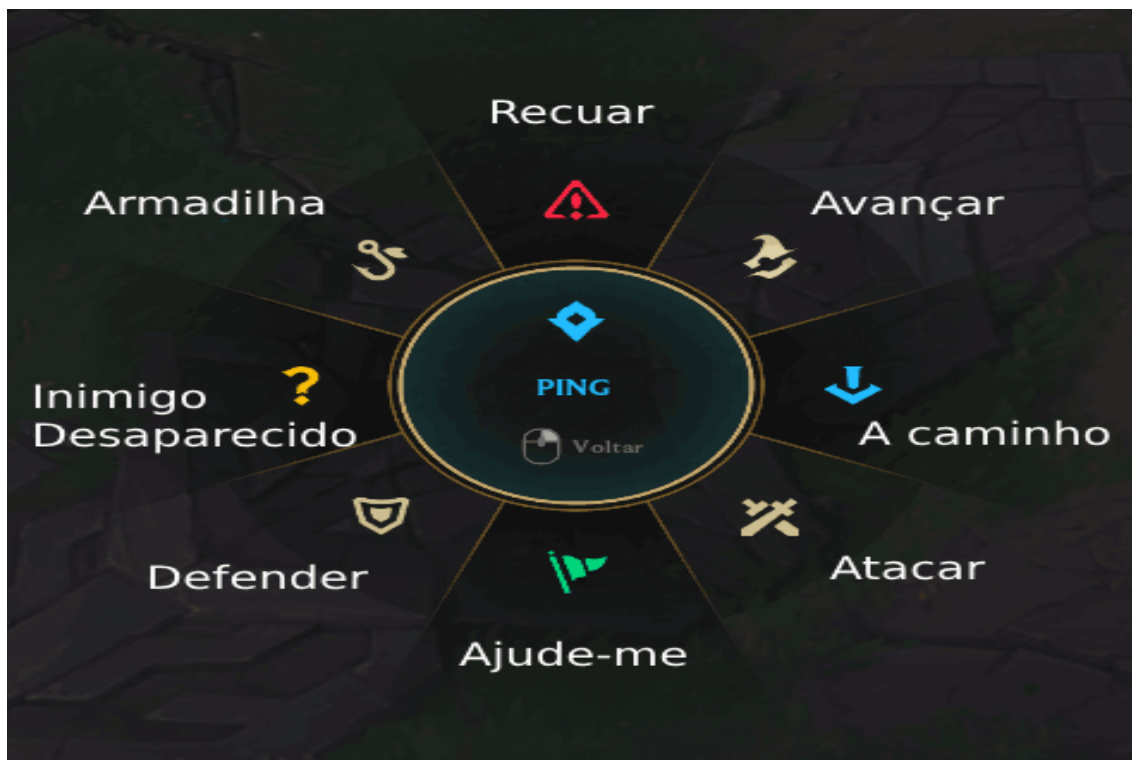 Recuar
Armadilha
Avançar
PING
Inimigo
Desaparecido
A caminho
Voltar
Defender
Atacar
Ajude-me